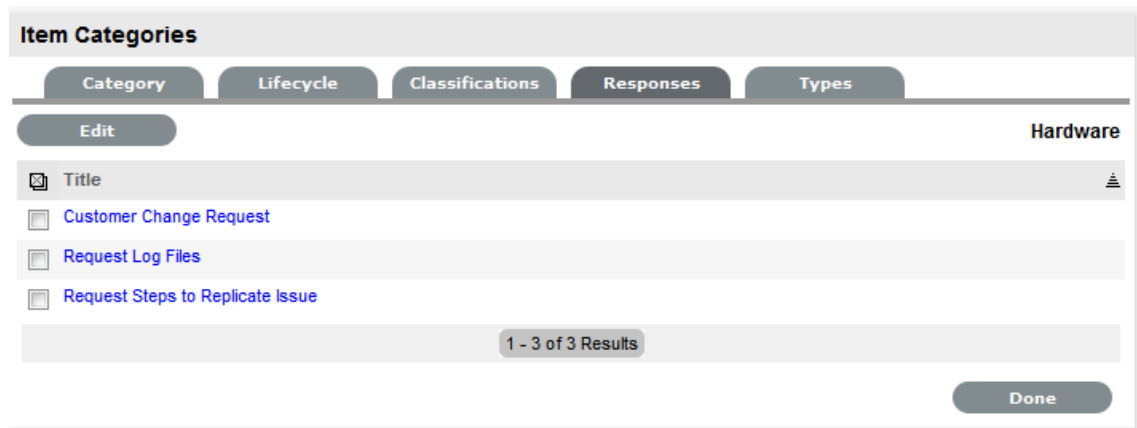 Item Categories
Category Lifecycle Classifications Responses Types
Edit Hardware
Title
Customer Change Request
Request Log Files
Request Steps to Replicate Issue
1 - 3 of 3 Results
Done